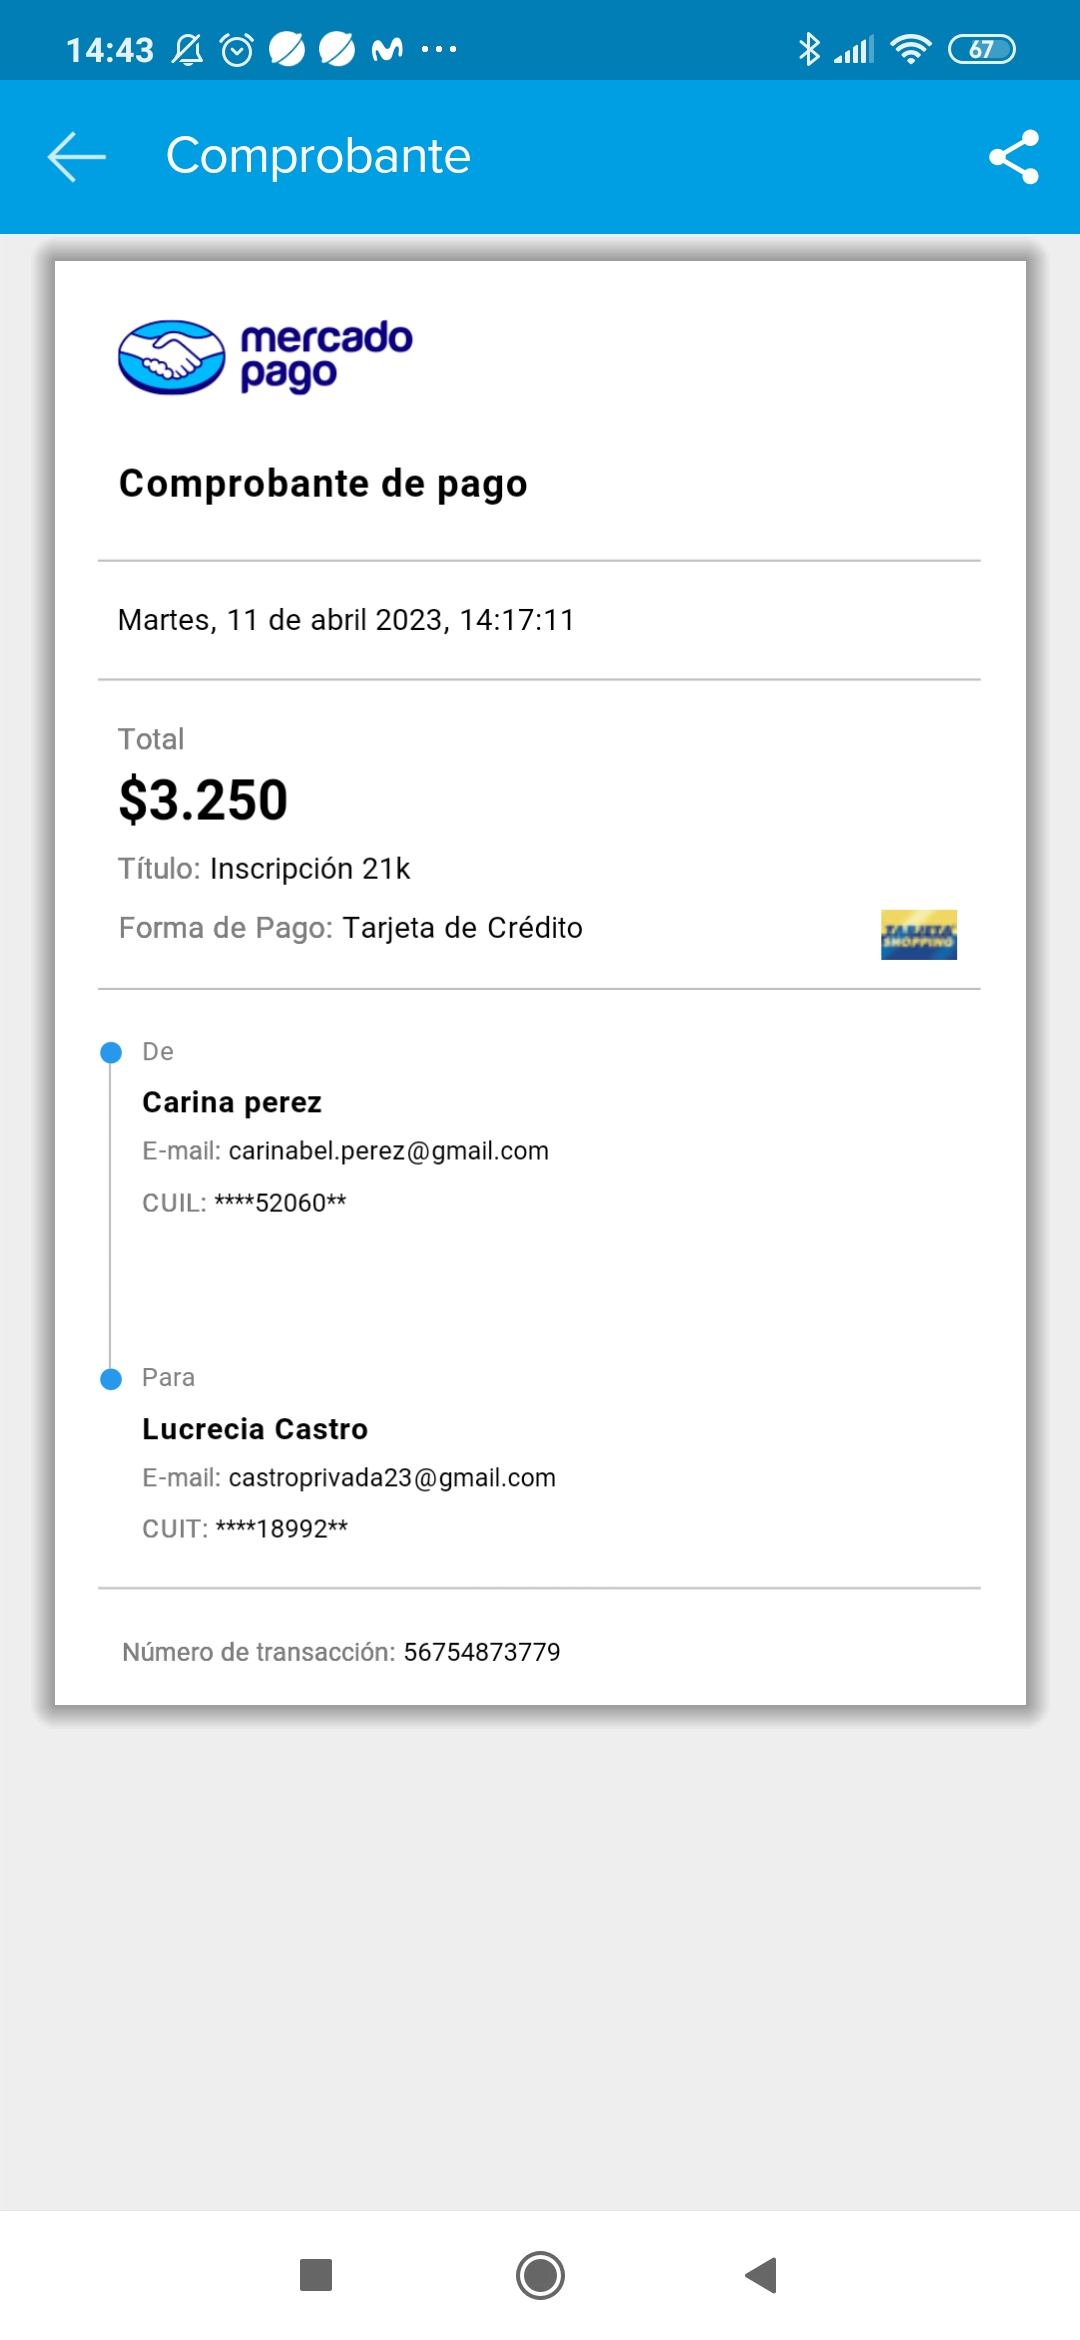 14:43
67
Comprobante
mercado
pago
Comprobante de pago
Martes, 11 de abril 2023, 14:17:11
Total
$3.250
Título: Inscripción 21k
Forma de Pago: Tarjeta de Crédito
TARJETA
SHOPPING
De
Carina perez
E-mail: carinabel.perez@gmail.com
CUIL: ****52060**
Para
Lucrecia Castro
E-mail: castroprivada23@gmail.com
CUIT: ****18992**
Número de transacción: 56754873779